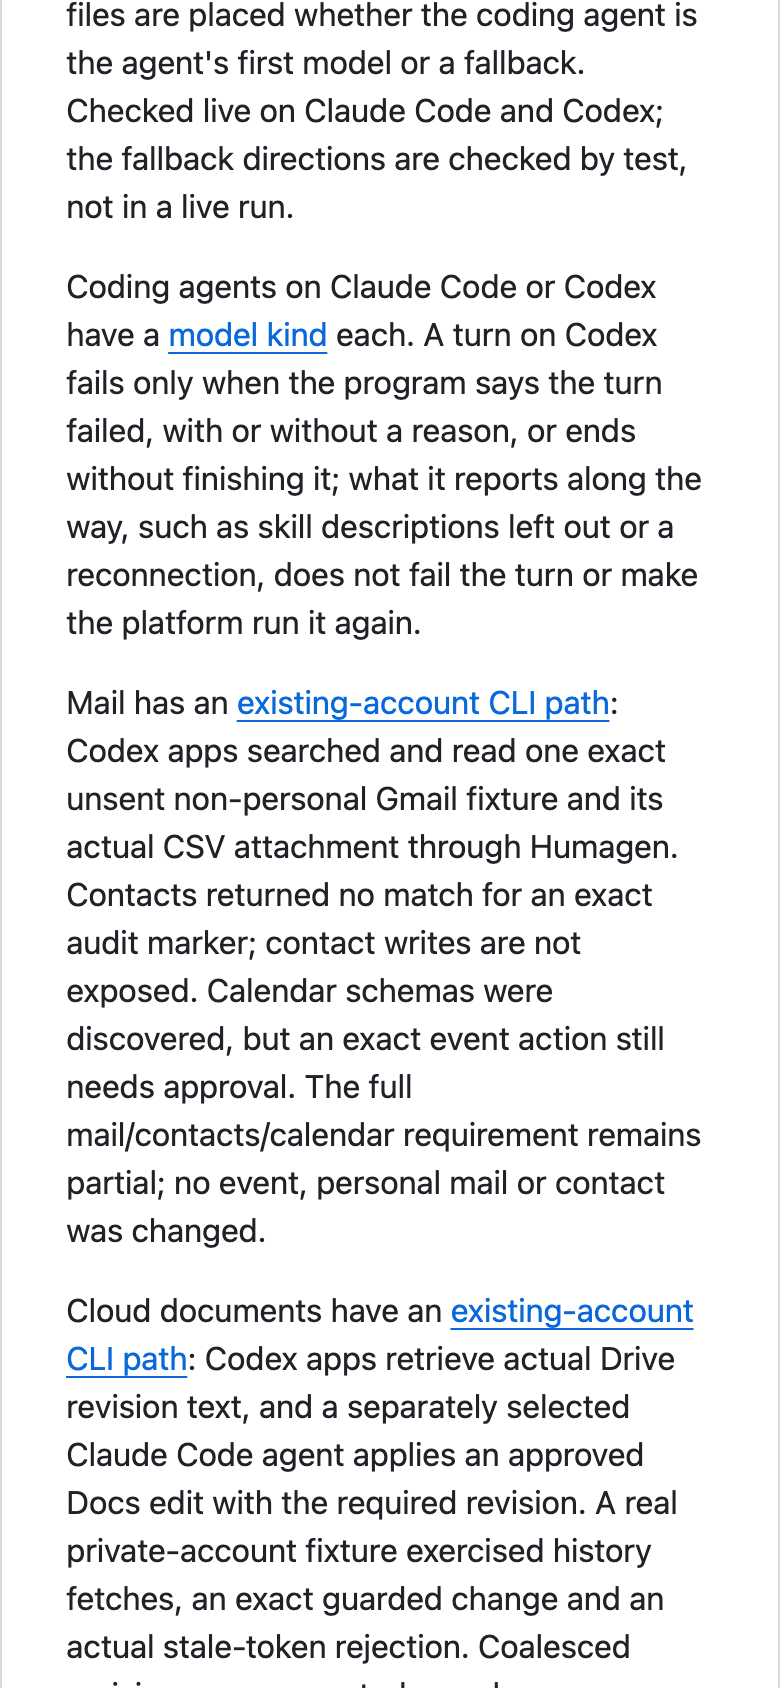 files are placed whether the coding agent is
the agent's first model or a fallback.
Checked live on Claude Code and Codex;
the fallback directions are checked by test,
not in a live run.
Coding agents on Claude Code or Codex
have a model kind each. A turn on Codex
fails only when the program says the turn
failed, with or without a reason, or ends
without finishing it; what it reports along the
way, such as skill descriptions left out or a
reconnection, does not fail the turn or make
the platform run it again.
Mail has an existing-account CLI path:
Codex apps searched and read one exact
unsent non-personal Gmail fixture and its
actual CSV attachment through Humagen.
Contacts returned no match for an exact
audit marker; contact writes are not
exposed. Calendar schemas were
discovered, but an exact event action still
needs approval. The full
mail/contacts/calendar requirement remains
partial; no event, personal mail or contact
was changed.
Cloud documents have an existing-account
CLI path: Codex apps retrieve actual Drive
revision text, and a separately selected
Claude Code agent applies an approved
Docs edit with the required revision. A real
private-account fixture exercised history
fetches, an exact guarded change and an
actual stale-token rejection. Coalesced